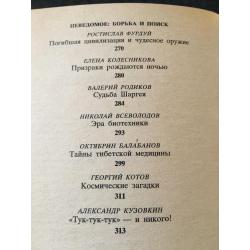 НЕВЕДОМОЕ: БОРЬБА И ПОИСК
РОСТИСЛАВ ФУРДУЙ
Погибшая цивилизация и чудесное оружие
270
ЕЛЕНА КОЛЕСНИКОВА
Призраки рождаются ночью
280
ВАЛЕРИЙ РОДИКОВ
Судьба Шаргея
284
НИКОЛАЙ ВСЕВОЛОДОВ
Эра биотехники
293
ОКТЯБРИН БАЛАБАНОВ
Тайны тибетской медицины
299
ГЕОРГИЙ КОТОВ
Космические загадки
311
АЛЕКСАНДР КУЗОВКИН
«Тук-тук-тук» — и никого!
313